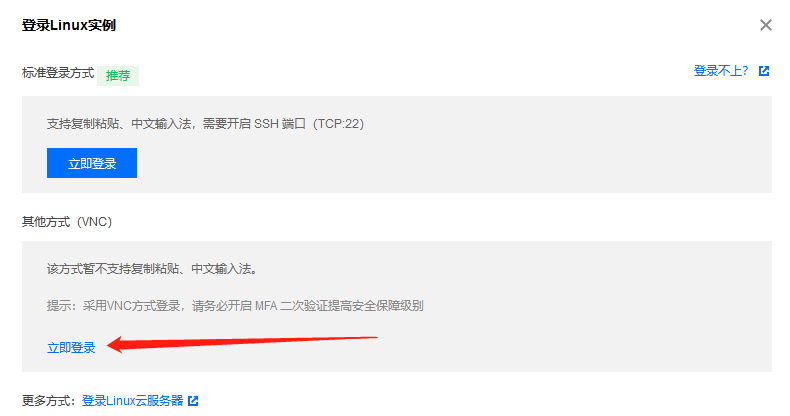 登录Linux实例
标准登录方式 推荐 登录不上?
支持复制粘贴、中文输入法，需要开启 SSH 端口（TCP:22）
立即登录
其他方式（VNC）
该方式暂不支持复制粘贴、中文输入法。
提示：采用VNC方式登录，请务必开启 MFA 二次验证提高安全保障级别
立即登录
更多方式：登录Linux云服务器